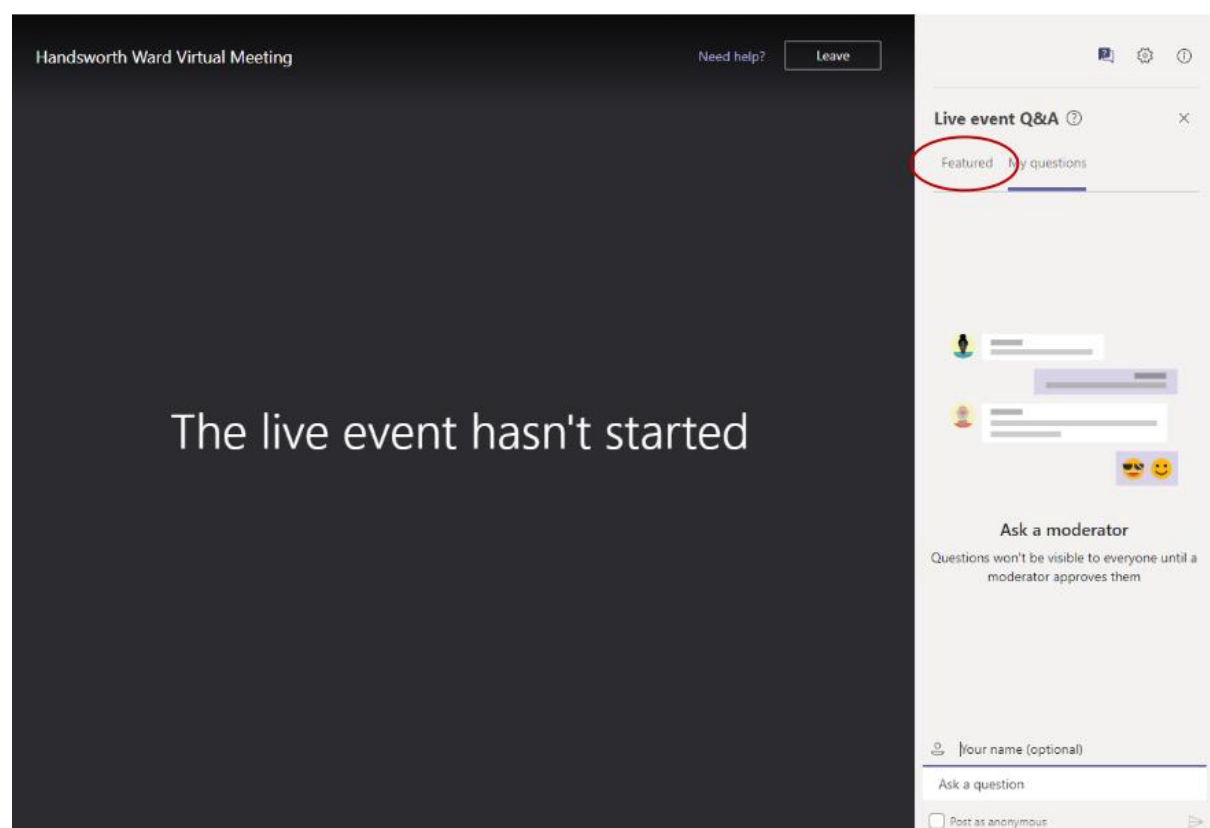 Handsworth Ward Virtual Meeting
Need help?
Leave
Live event Q&A
Featured
My questions
The live event hasn't started
Ask a moderator
Questions won't be visible to everyone until a
moderator approves them
Your name (optional)
Ask a question
Post as anonymous